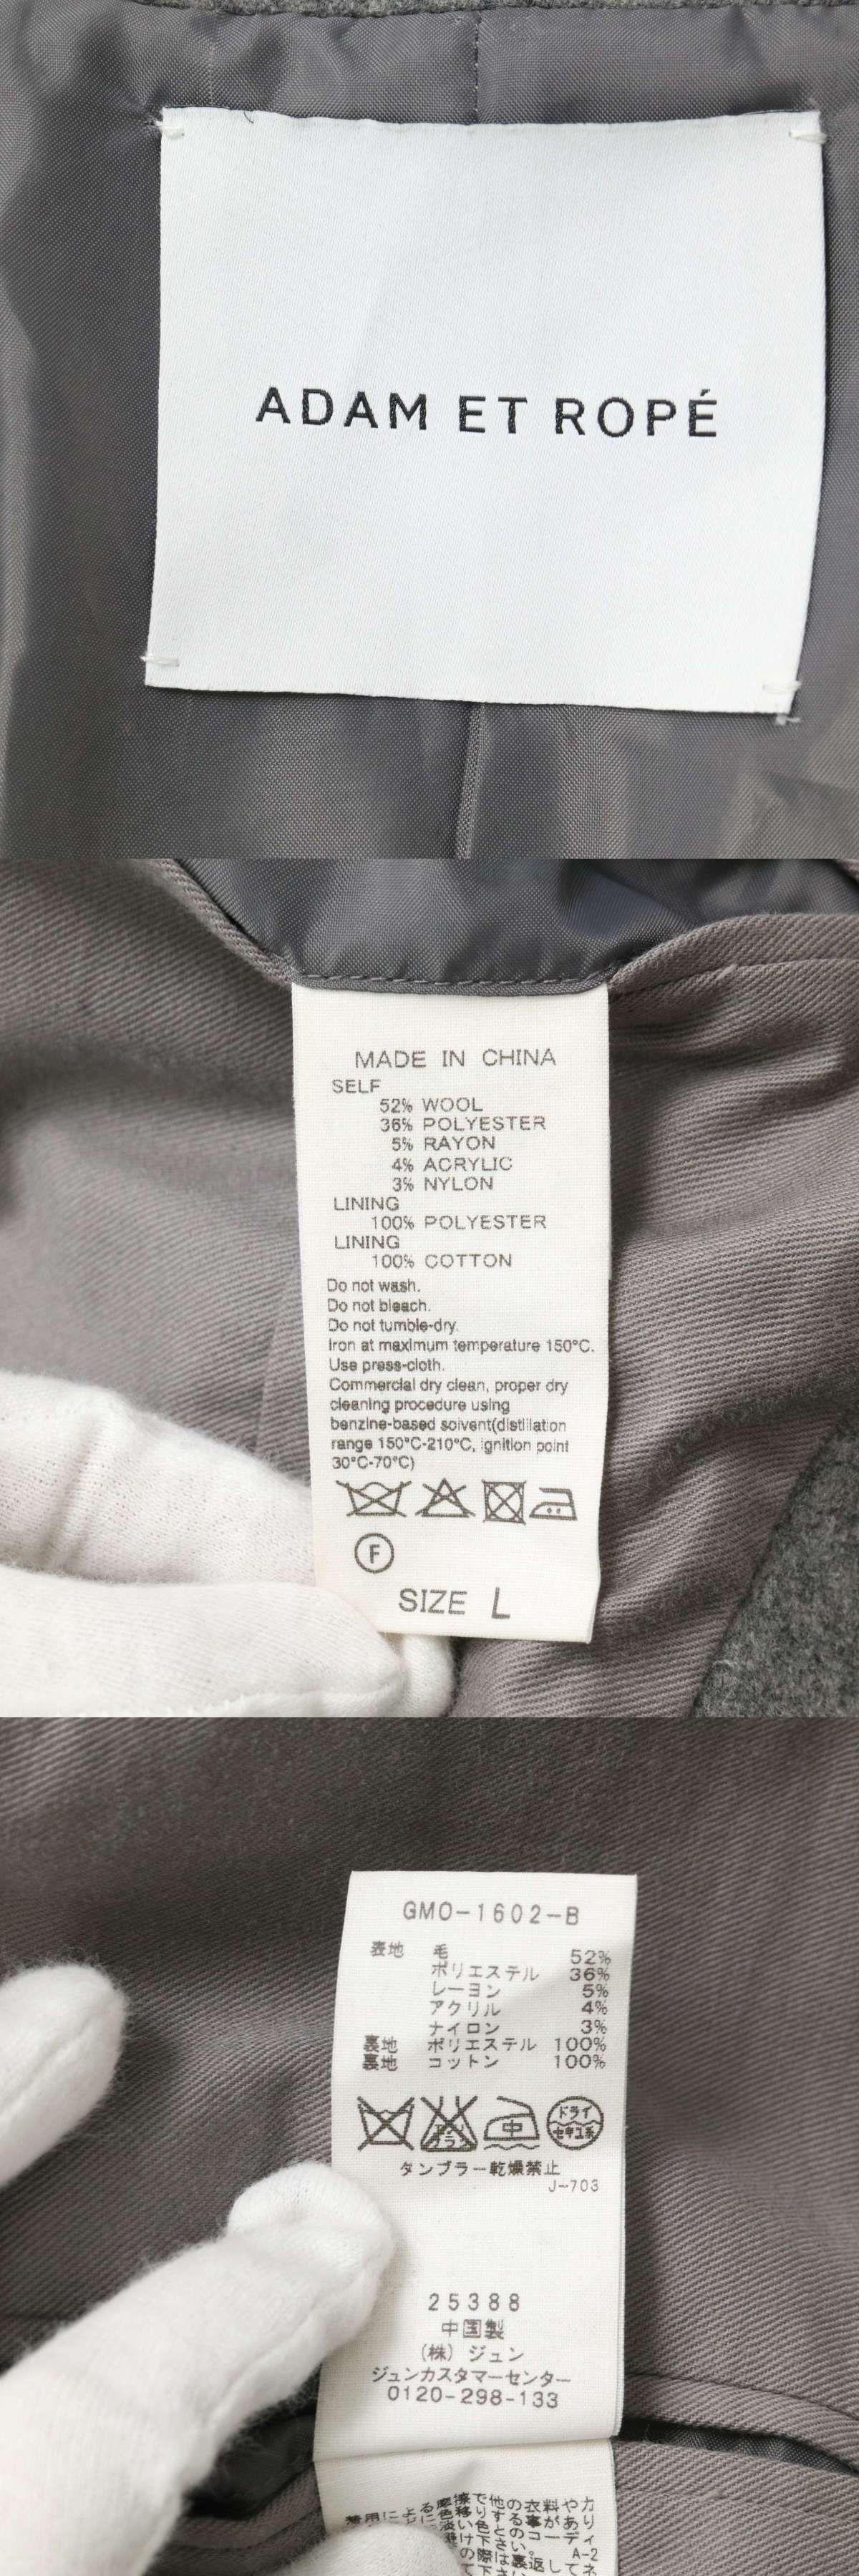 ADAM ET ROPÉ
MADE IN CHINA
SELF
52% WOOL
36% POLYESTER
5% RAYON
4% ACRYLIC
3% NYLON
LINING
100% POLYESTER
LINING
100% COTTON
Do not wash.
Do not bleach.
Do not tumble-dry.
Iron at maximum temperature 150°C.
Use press-cloth.
Commercial dry clean, proper dry
cleaning procedure using
benzine-based solvent(distillation
range 150°C-210°C, ignition point
30°C-70°C)
F
SIZE L
GMO-1602-B
表地 毛 52%
ポリエステル 36%
レーヨン 5%
アクリル 4%
ナイロン 3%
裏地 ポリエステル 100%
裏地 コットン 100%
中 ドライ セキユ系
タンブラー乾燥禁止
J-703
25388
中国製
(株) ジュン
ジュンカスタマーセンター
0120-298-133
A-2